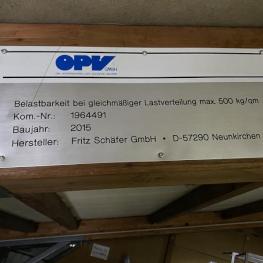 OPV
GMBH
Belastbarkeit bei gleichmäßiger Lastverteilung max. 500 kg/qm
Kom.-Nr.: 1964491
Baujahr: 2015
Hersteller: Fritz Schäfer GmbH • D-57290 Neunkirchen